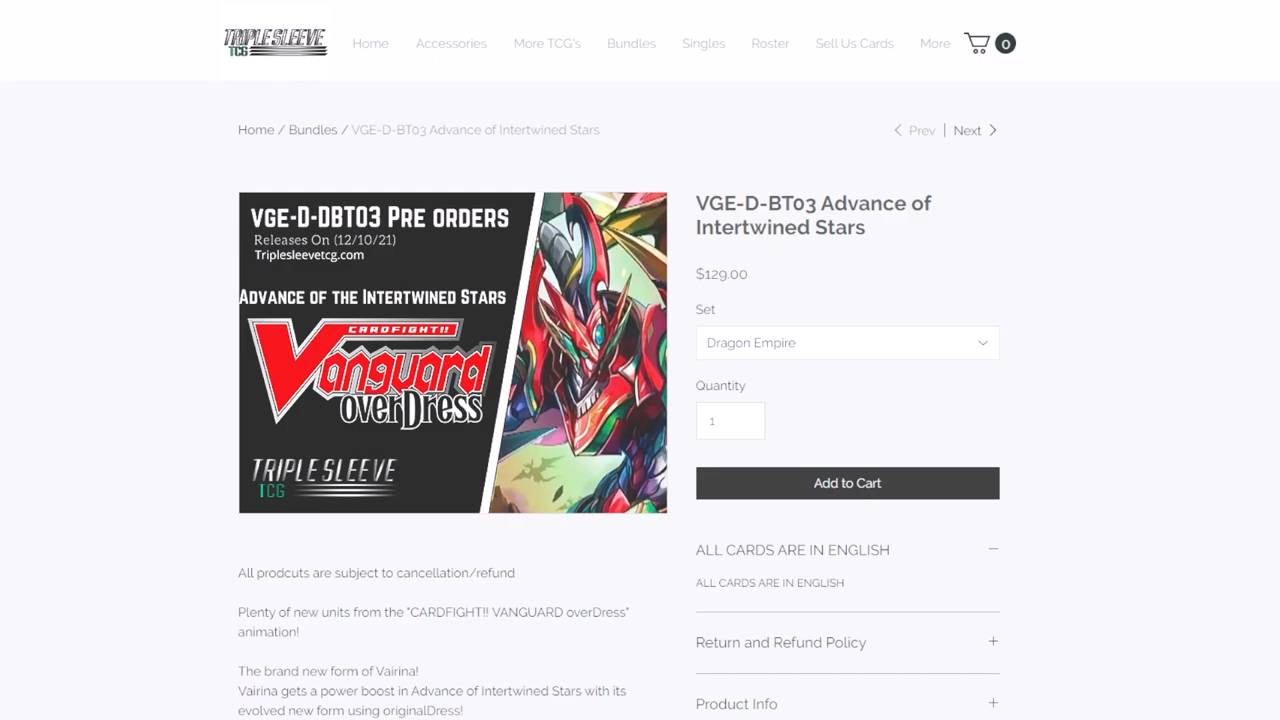 TRIPLE SLEEVE
TCG
Home
Accessories
More TCG's
Bundles
Singles
Roster
Sell Us Cards
More
0
Home / Bundles / VGE-D-BT03 Advance of Intertwined Stars
Prev | Next
VGE-D-DBT03 PRE ORDERS
Releases On (12/10/21)
Triplesleevetcg.com
ADVANCE OF THE INTERTWINED STARS
CARDFIGHT!!
Vanguard
overDress
TRIPLE SLEEVE
TCG
VGE-D-BT03 Advance of
Intertwined Stars
$129.00
Set
Dragon Empire
Quantity
1
Add to Cart
ALL CARDS ARE IN ENGLISH
ALL CARDS ARE IN ENGLISH
Return and Refund Policy
Product Info
All prodcuts are subject to cancellation/refund
Plenty of new units from the "CARDFIGHT!! VANGUARD overDress"
animation!
The brand new form of Vairina!
Vairina gets a power boost in Advance of Intertwined Stars with its
evolved new form using originalDress!